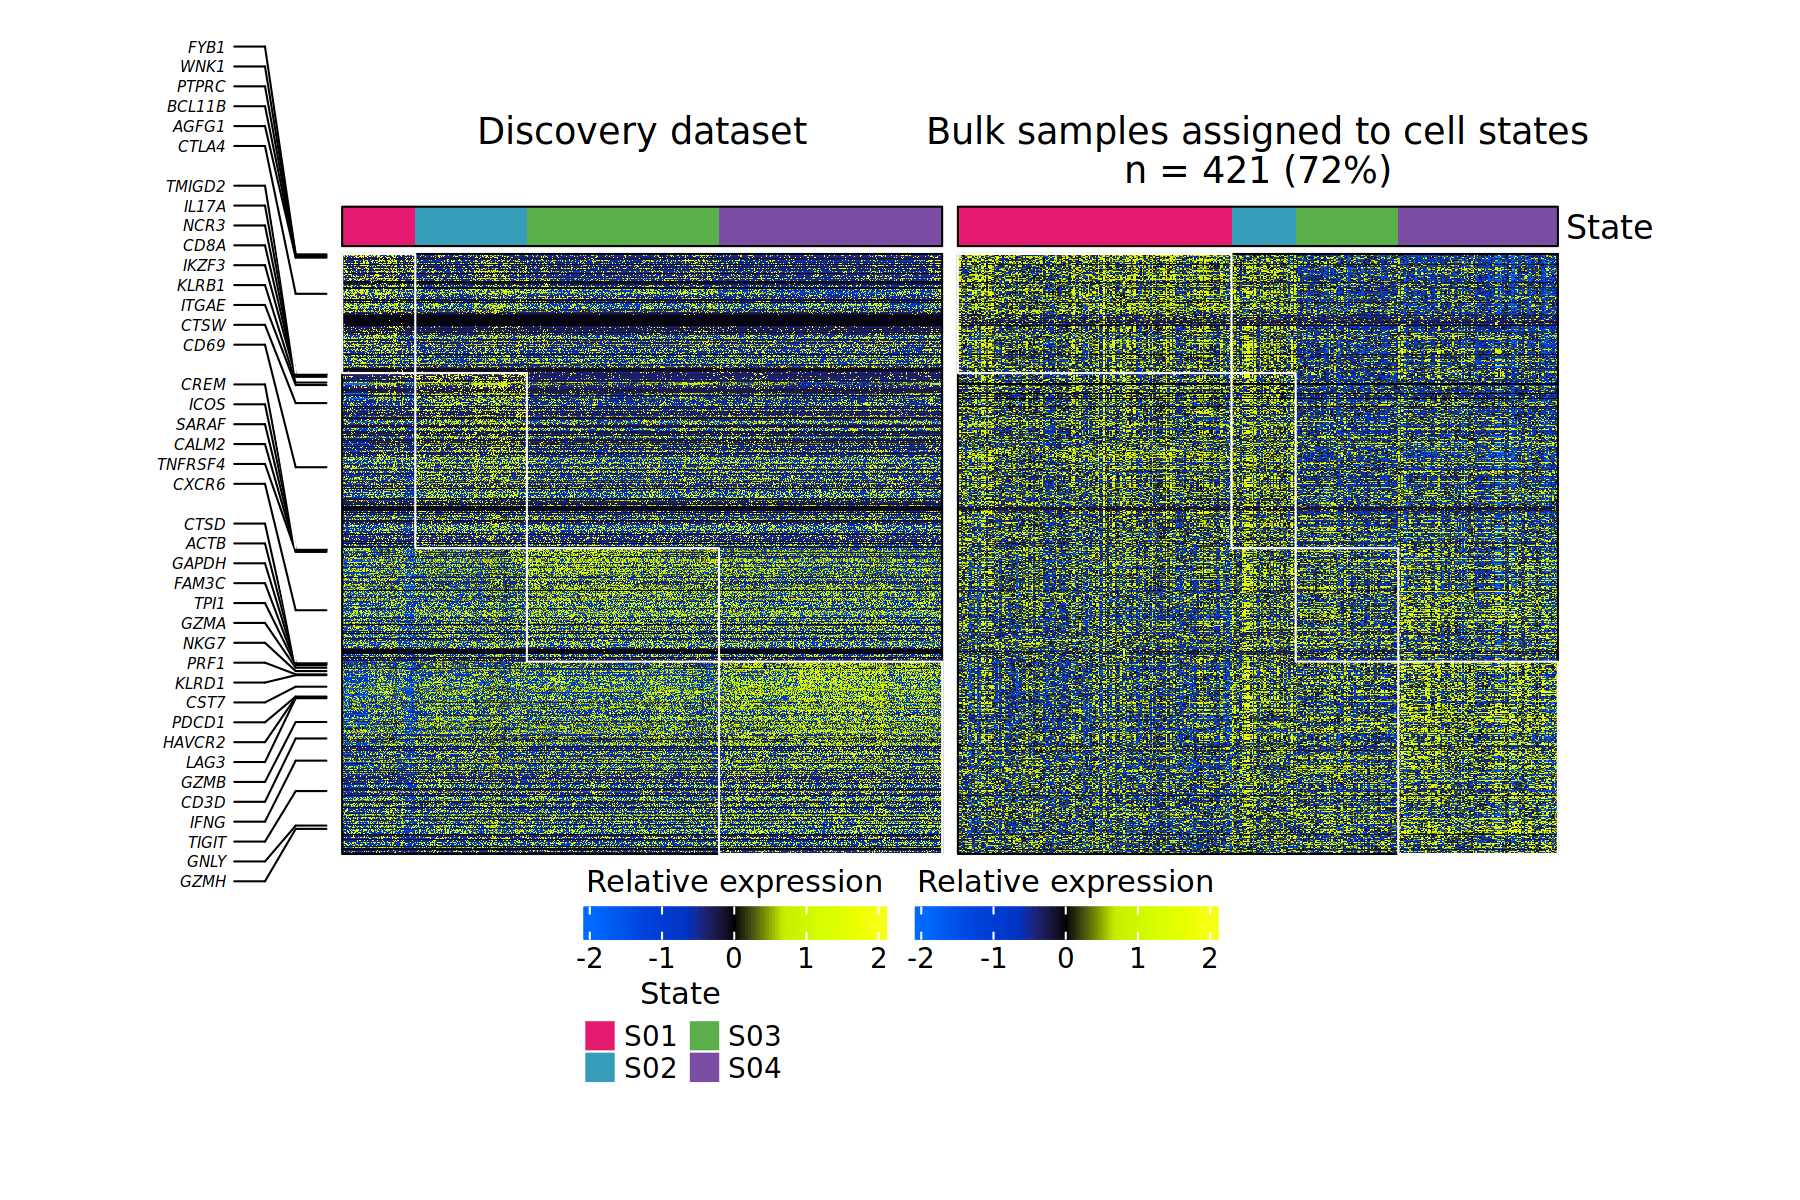 FYB1
WNK1
PTPRC
BCL11B
AGFG1
CTLA4
TMIGD2
IL17A
NCR3
CD8A
IKZF3
KLRB1
ITGAE
CTSW
CD69
CREM
ICOS
SARAF
CALM2
TNFRSF4
CXCR6
CTSD
ACTB
GAPDH
FAM3C
TPI1
GZMA
NKG7
PRF1
KLRD1
CST7
PDCD1
HAVCR2
LAG3
GZMB
CD3D
IFNG
TIGIT
GNLY
GZMH
Discovery dataset
Bulk samples assigned to cell states
n = 421 (72%)
State
Relative expression
-2 -1 0 1 2
Relative expression
-2 -1 0 1 2
State
S01 S03
S02 S04